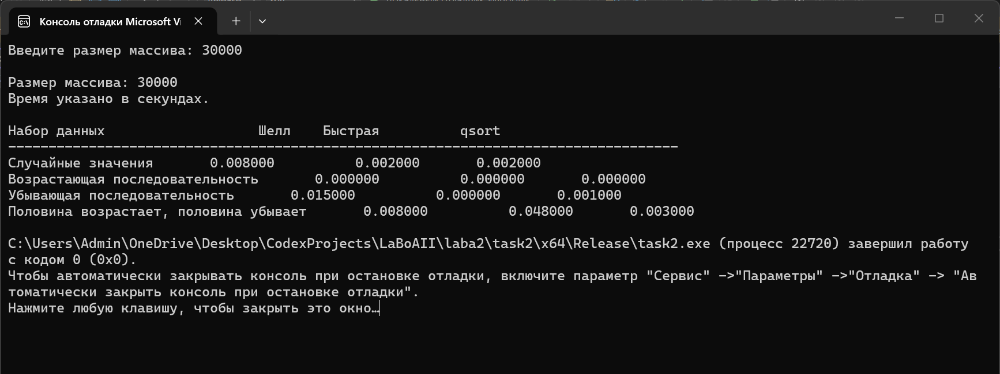 Консоль отладки Microsoft Vi
Введите размер массива: 30000
Размер массива: 30000
Время указано в секундах.
Набор данных Шелл Быстрая qsort
-----------------------------------------------------------------------------------
Случайные значения 0.008000 0.002000 0.002000
Возрастающая последовательность 0.000000 0.000000 0.000000
Убывающая последовательность 0.015000 0.000000 0.001000
Половина возрастает, половина убывает 0.008000 0.048000 0.003000
C:\Users\Admin\OneDrive\Desktop\CodexProjects\LaBoAII\laba2\task2\x64\Release\task2.exe (процесс 22720) завершил работу
с кодом 0 (0x0).
Чтобы автоматически закрывать консоль при остановке отладки, включите параметр "Сервис" ->"Параметры" ->"Отладка" -> "Ав
томатически закрыть консоль при остановке отладки".
Нажмите любую клавишу, чтобы закрыть это окно…